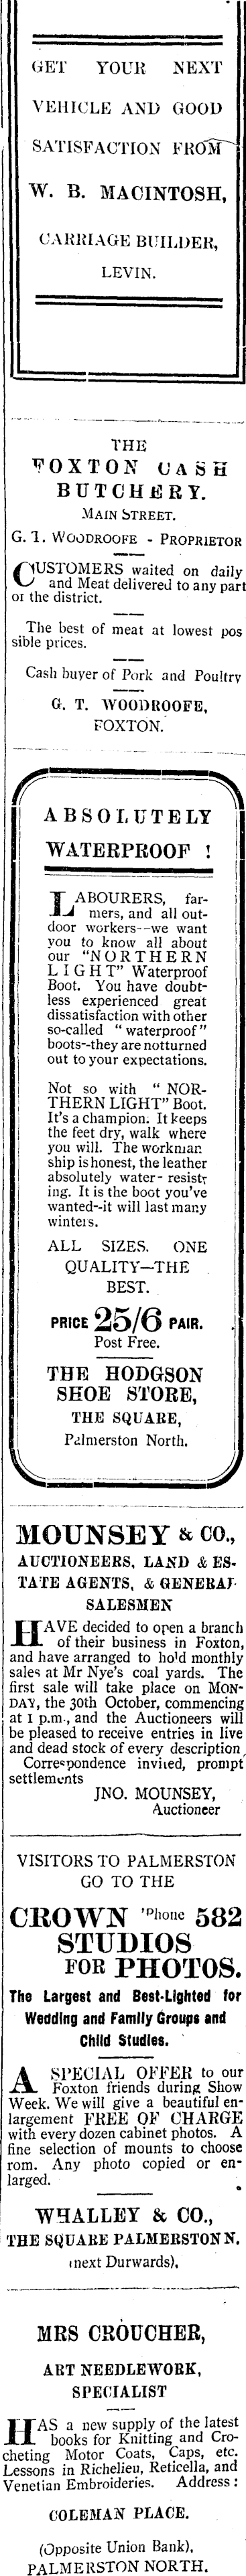 GET YOUR NEXT
VEHICLE AND GOOD
SATISFACTION FROM
W. B. MACINTOSH,
CARRIAGE BUILDER,
LEVIN.
THE
FOXTON CASH
BUTCHERY.
MAIN STREET.
G. T. WOODROOFE - PROPRIETOR
CUSTOMERS waited on daily
and Meat delivered to any part
of the district.
The best of meat at lowest pos
sible prices.
Cash buyer of Pork and Poultry
G. T. WOODROOFE,
FOXTON.
ABSOLUTELY
WATERPROOF !
LABOURERS, far-
mers, and all out-
door workers--we want
you to know all about
our "NORTHERN
LIGHT" Waterproof
Boot. You have doubt-
less experienced great
dissatisfaction with other
so-called "waterproof"
boots--they are notturned
out to your expectations.
Not so with " NOR-
THERN LIGHT" Boot.
It's a champion. It keeps
the feet dry, walk where
you will. The workman
ship is honest, the leather
absolutely water- resist
ing. It is the boot you've
wanted--it will last many
winters.
ALL SIZES. ONE
QUALITY—THE
BEST.
PRICE 25/6 PAIR.
Post Free.
THE HODGSON
SHOE STORE,
THE SQUARE,
Palmerston North.
MOUNSEY & CO.,
AUCTIONEERS, LAND & ES-
TATE AGENTS, & GENERAL
SALESMEN
HAVE decided to open a branch
of their business in Foxton,
and have arranged to hold monthly
sales at Mr Nye's coal yards. The
first sale will take place on MON-
DAY, the 30th October, commencing
at 1 p.m., and the Auctioneers will
be pleased to receive entries in live
and dead stock of every description,
Correspondence invited, prompt
settlements
JNO. MOUNSEY,
Auctioneer
VISITORS TO PALMERSTON
GO TO THE
CROWN 'Phone 582
STUDIOS
FOR PHOTOS.
The Largest and Best-Lighted for
Wedding and Family Groups and
Child Studies.
A SPECIAL OFFER to our
Foxton friends during Show
Week. We will give a beautiful en-
largement FREE OF CHARGE
with every dozen cabinet photos. A
fine selection of mounts to choose
rom. Any photo copied or en-
larged.
WHALLEY & CO.,
THE SQUARE PALMERSTON N.
(next Durwards),
MRS CROUCHER,
ART NEEDLEWORK,
SPECIALIST
HAS a new supply of the latest
books for Knitting and Cro-
cheting Motor Coats, Caps, etc.
Lessons in Richelieu, Reticella, and
Venetian Embroideries. Address :
COLEMAN PLACE.
(Opposite Union Bank),
PALMERSTON NORTH.